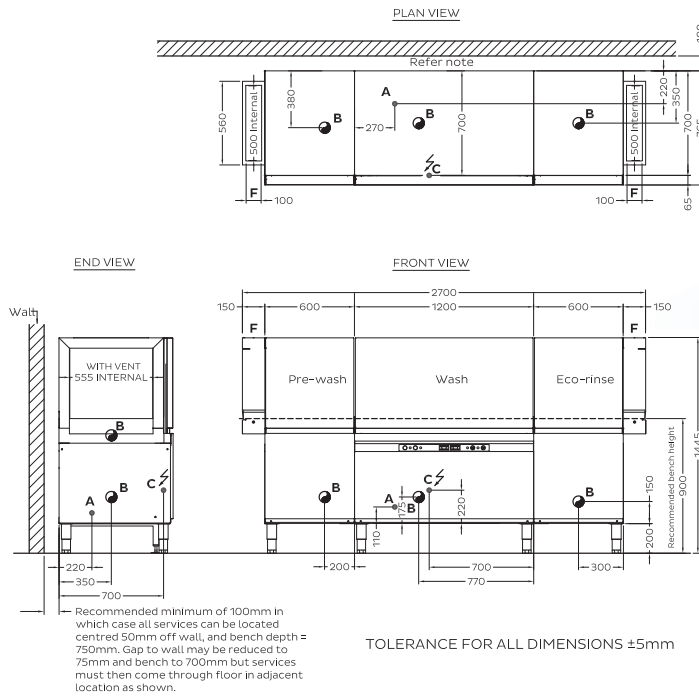 PLAN VIEW
100
Refer note
560
500 Internal
380
A
B
270
700
B
C
B
500 Internal
220
350
700
765
F
100
100
F
65
END VIEW
FRONT VIEW
2700
150
600
1200
600
150
Wall
F
F
WITH VENT
555 INTERNAL
Pre-wash
Wash
Eco-rinse
B
Recommended bench height
900
1445
B
C
A
B
C
175
A
B
220
110
B
150
200
220
350
700
200
700
770
300
Recommended minimum of 100mm in
which case all services can be located
centred 50mm off wall, and bench depth =
750mm. Gap to wall may be reduced to
75mm and bench to 700mm but services
must then come through floor in adjacent
location as shown.
TOLERANCE FOR ALL DIMENSIONS ±5mm